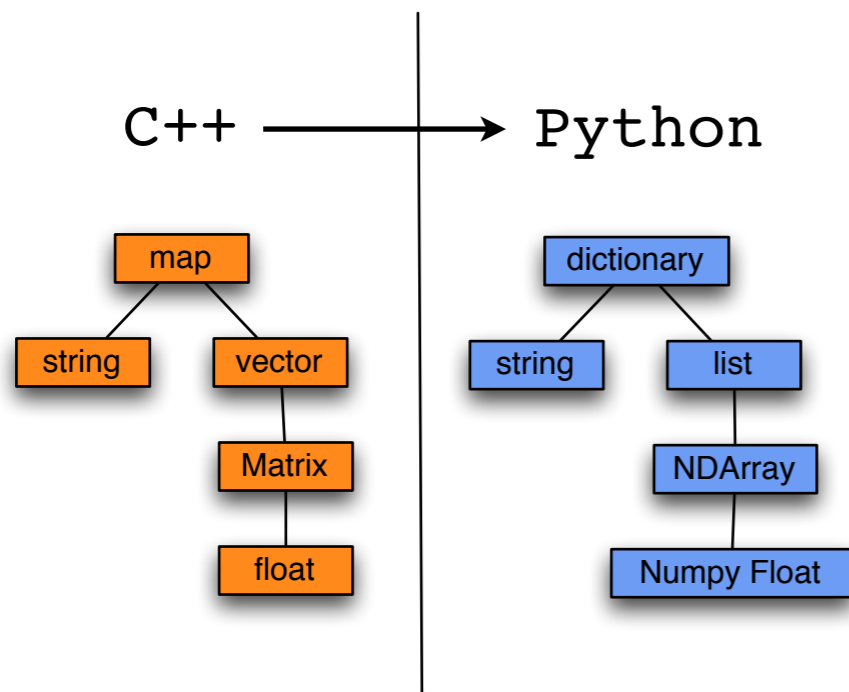 C++
Python
map
string
vector
Matrix
float
dictionary
string
list
NDArray
Numpy Float